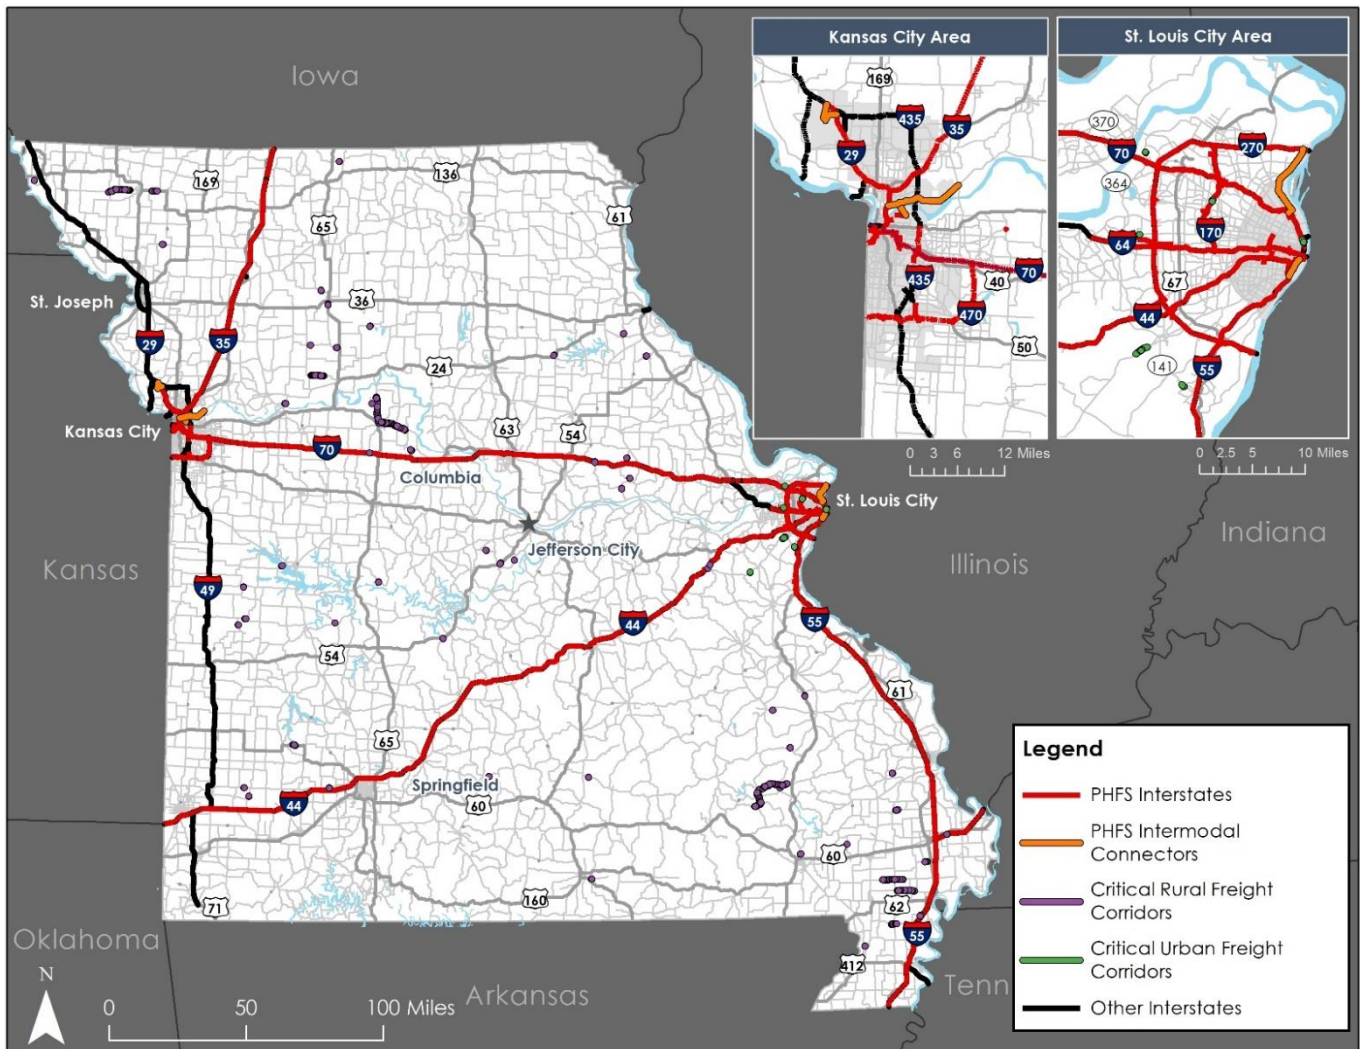 Kansas City Area
St. Louis City Area
Iowa
169
435
35
29
435
70
40
470
50
0 3 6 12 Miles
370
70
270
364
64
170
67
44
141
55
0 2.5 5 10 Miles
169
136
65
61
St. Joseph
36
29
35
24
Kansas City
63
54
70
Columbia
St. Louis City
Indiana
Jefferson City
Kansas
Illinois
49
44
55
54
61
65
Springfield
44
60
60
160
71
62
55
412
Oklahoma
Arkansas
Tenn
N
0 50 100 Miles
Legend
PHFS Interstates
PHFS Intermodal
Connectors
Critical Rural Freight
Corridors
Critical Urban Freight
Corridors
Other Interstates